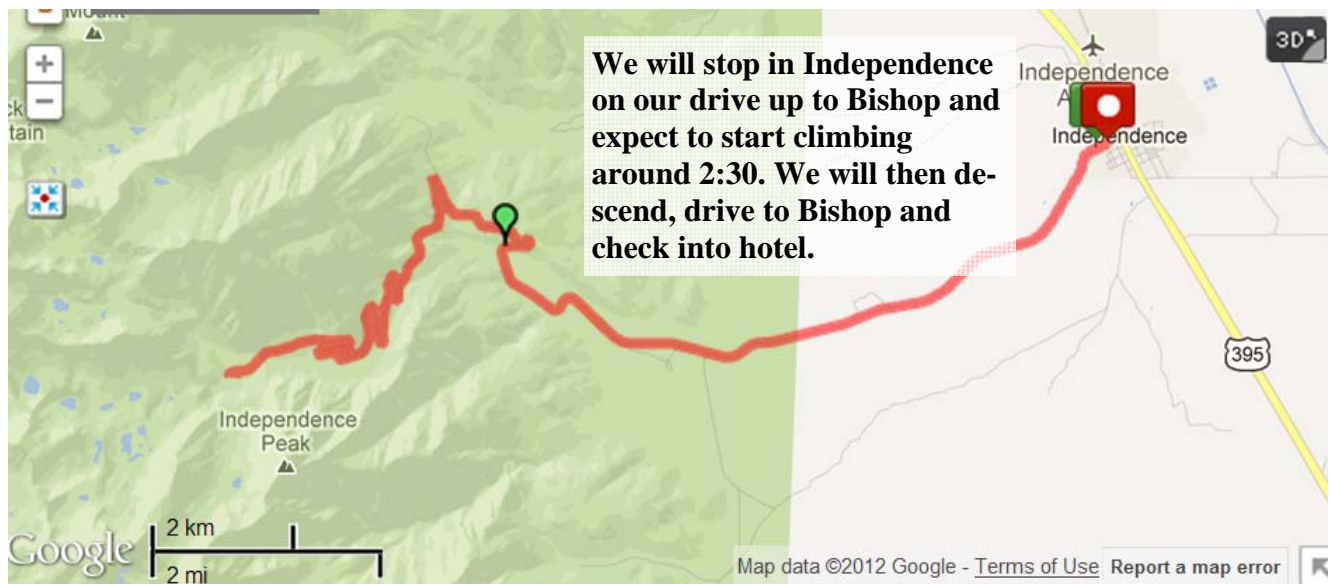 Mount
We will stop in Independence
on our drive up to Bishop and
expect to start climbing
around 2:30. We will then de-
scend, drive to Bishop and
check into hotel.
3D
Independence
Independence
395
Independence
Peak
2 km
2 mi
Google
Map data ©2012 Google - Terms of Use
Report a map error